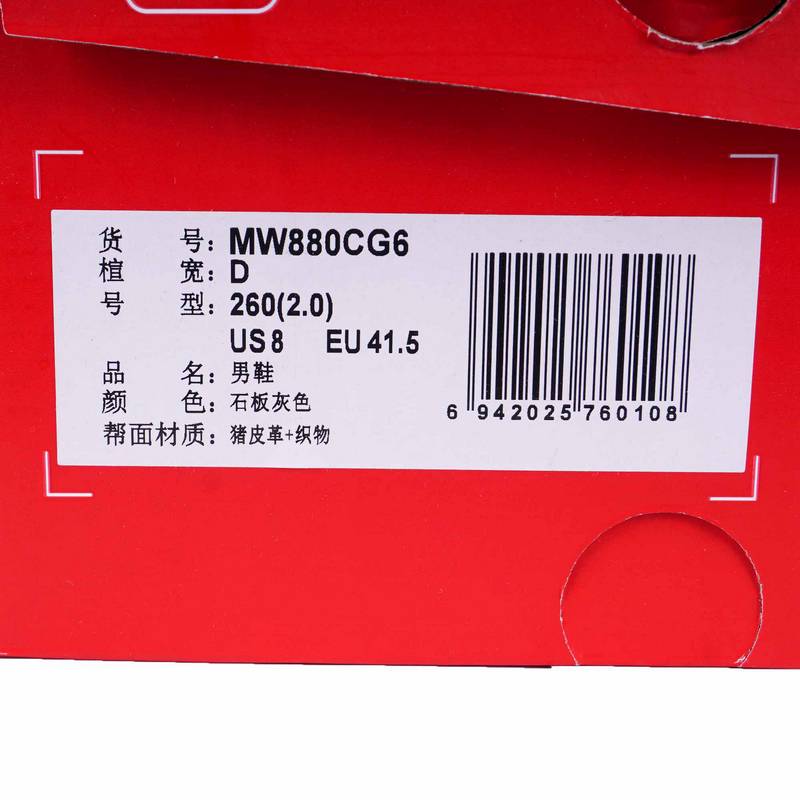 货 号：MW880CG6
楦 宽：D
号 型：260(2.0)
US 8 EU 41.5
品 名：男鞋
颜 色：石板灰色
帮面材质：猪皮革+织物
6 942025 760108